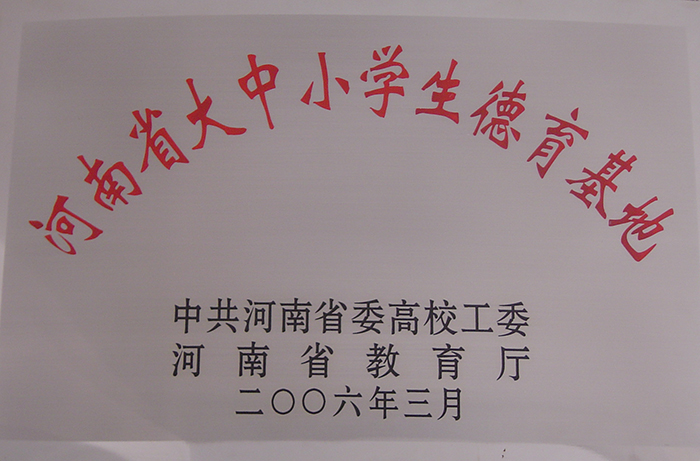 河南省大中小学生德育基地
中共河南省委高校工委
河南省教育厅
二〇〇六年三月